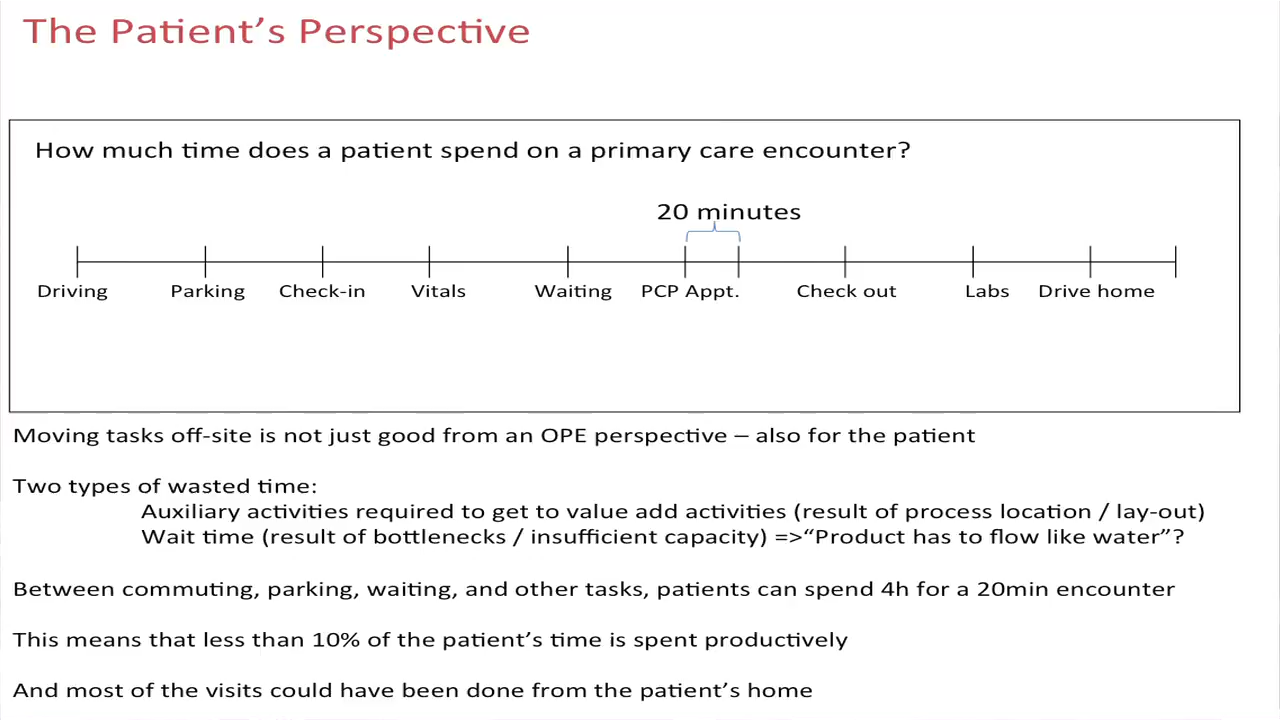 The Patient's Perspective
How much time does a patient spend on a primary care encounter?
20 minutes
Driving Parking Check-in Vitals Waiting PCP Appt. Check out Labs Drive home
Moving tasks off-site is not just good from an OPE perspective – also for the patient
Two types of wasted time:
Auxiliary activities required to get to value add activities (result of process location / lay-out)
Wait time (result of bottlenecks / insufficient capacity) =>“Product has to flow like water”?
Between commuting, parking, waiting, and other tasks, patients can spend 4h for a 20min encounter
This means that less than 10% of the patient's time is spent productively
And most of the visits could have been done from the patient's home